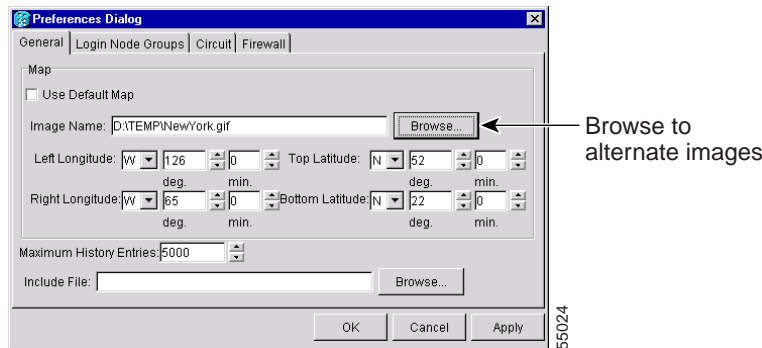 Preferences Dialog
General Login Node Groups Circuit Firewall
Map
Use Default Map
Image Name: D:\TEMP\NewYork.gif Browse...
Browse to
alternate images
Left Longitude: W 126 0 Top Latitude: N 52 0
deg. min. deg. min.
Right Longitude: W 65 0 Bottom Latitude: N 22 0
deg. min. deg. min.
Maximum History Entries: 5000
Include File: Browse...
OK Cancel Apply
55024